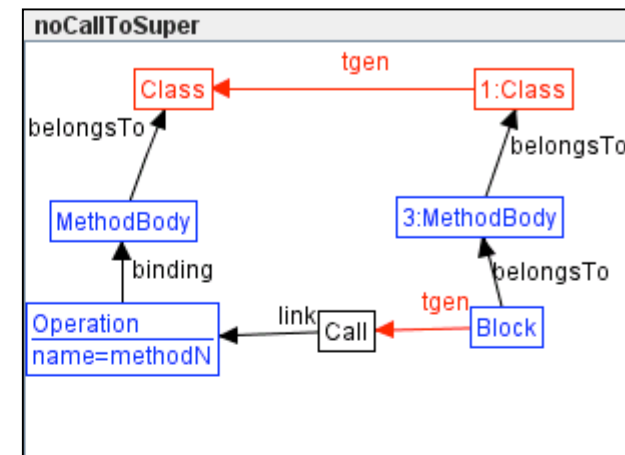 noCallToSuper
tgen
Class
1:Class
belongsTo
belongsTo
MethodBody
3:MethodBody
binding
belongsTo
Operation
name=methodN
link
Call
tgen
Block